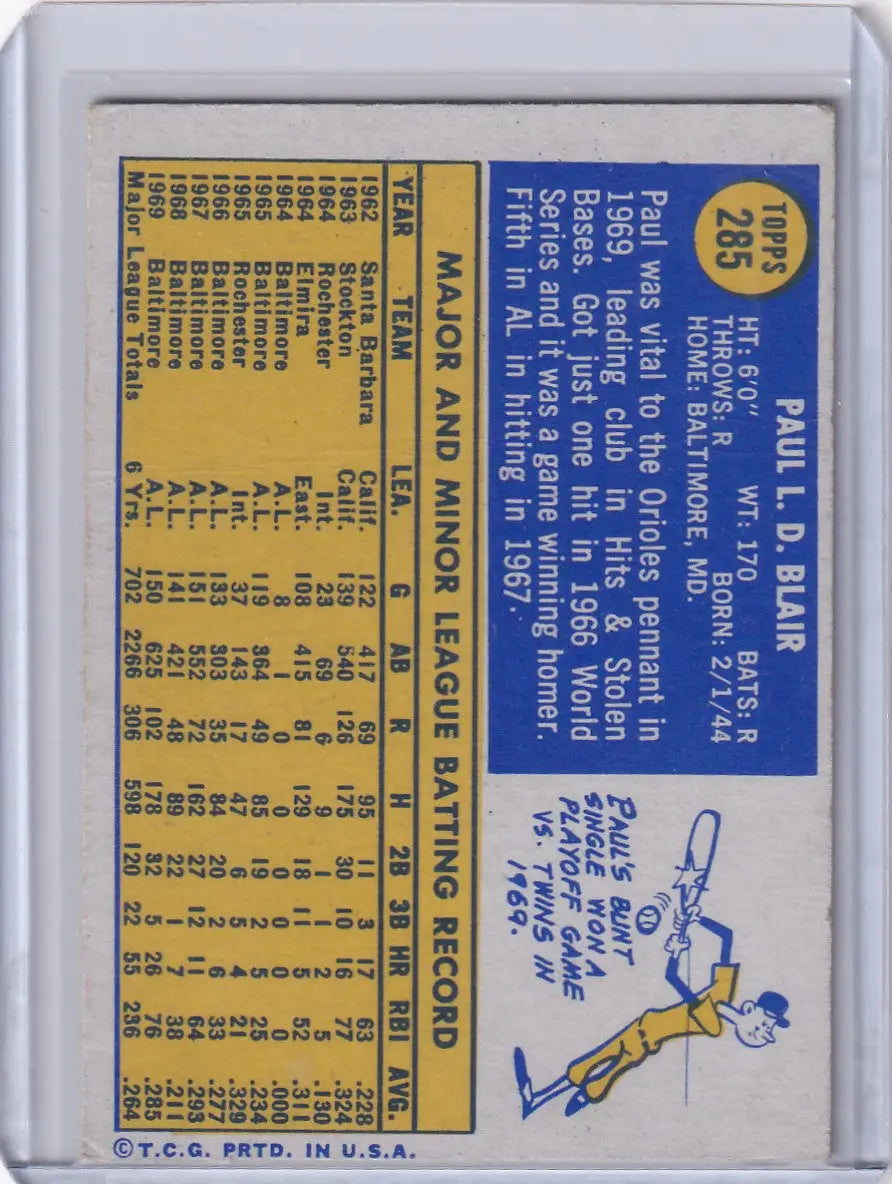 TOPPS
285
PAUL L. D. BLAIR
HT: 6'0" WT: 170 BATS: R
THROWS: R BORN: 2/1/44
HOME: BALTIMORE, MD.
Paul was vital to the Orioles pennant in
1969, leading club in Hits & Stolen
Bases. Got just one hit in 1966 World
Series and it was a game winning homer.
Fifth in AL in hitting in 1967.
PAUL'S BUNT
SINGLE WON A
PLAYOFF GAME
VS. TWINS IN
1969.
MAJOR AND MINOR LEAGUE BATTING RECORD
YEAR TEAM LEA. G AB R H 2B 3B HR RBI AVG.
1962 Santa Barbara Calif. 122 417 69 95 11 3 17 63 .228
1963 Stockton Calif. 139 540 126 175 30 10 16 77 .324
1964 Rochester Int. 23 69 6 9 1 1 2 5 .130
1964 Elmira East. 108 415 81 129 18 11 5 52 .311
1964 Baltimore A.L. 8 1 0 0 0 0 0 0 .000
1965 Baltimore A.L. 119 364 49 85 19 2 5 25 .234
1965 Rochester Int. 37 143 17 47 6 5 4 21 .329
1966 Baltimore A.L. 133 303 35 84 20 2 6 33 .277
1967 Baltimore A.L. 151 552 72 162 27 12 11 64 .293
1968 Baltimore A.L. 141 421 48 89 22 1 7 38 .211
1969 Baltimore A.L. 150 625 102 178 32 5 26 76 .285
Major League Totals 6 Yrs. 702 2266 306 598 120 22 55 236 .264
© T.C.G. PRTD. IN U.S.A.